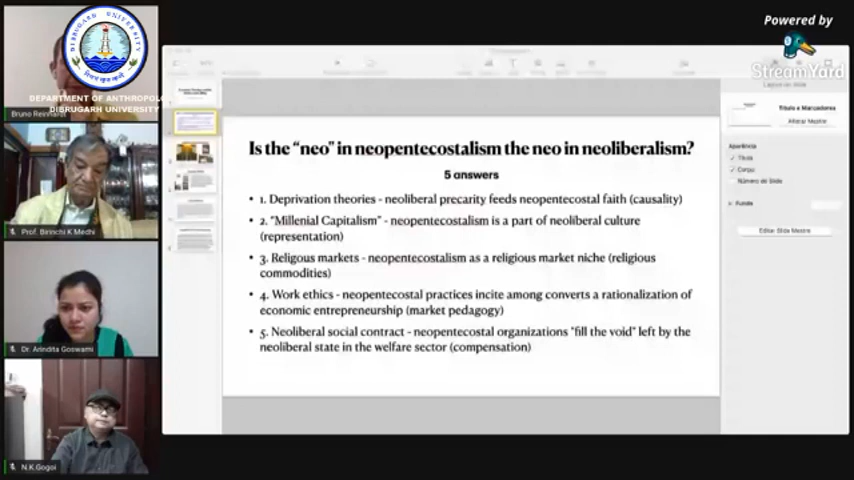 Powered by
StreamYard
DIBRUGARH UNIVERSITY
DEPARTMENT OF ANTHROPOLO
DIBRUGARH UNIVERSITY
Bruno Reinhardt
Prof. Birinchi K Medhi
Dr. Arindita Goswami
N.K.Gogoi
Is the “neo” in neopentecostalism the neo in neoliberalism?
5 answers
• 1. Deprivation theories - neoliberal precarity feeds neopentecostal faith (causality)
• 2. “Millenial Capitalism” - neopentecostalism is a part of neoliberal culture
(representation)
• 3. Religous markets - neopentecostalism as a religious market niche (religious
commodities)
• 4. Work ethics - neopentecostal practices incite among converts a rationalization of
economic entrepreneurship (market pedagogy)
• 5. Neoliberal social contract - neopentecostal organizations "fill the void" left by the
neoliberal state in the welfare sector (compensation)
Título e Marcadores
Alterar Mestre
Aparência
Título
Corpo
Número do Slide
Fundo
Editar Slide Mestre